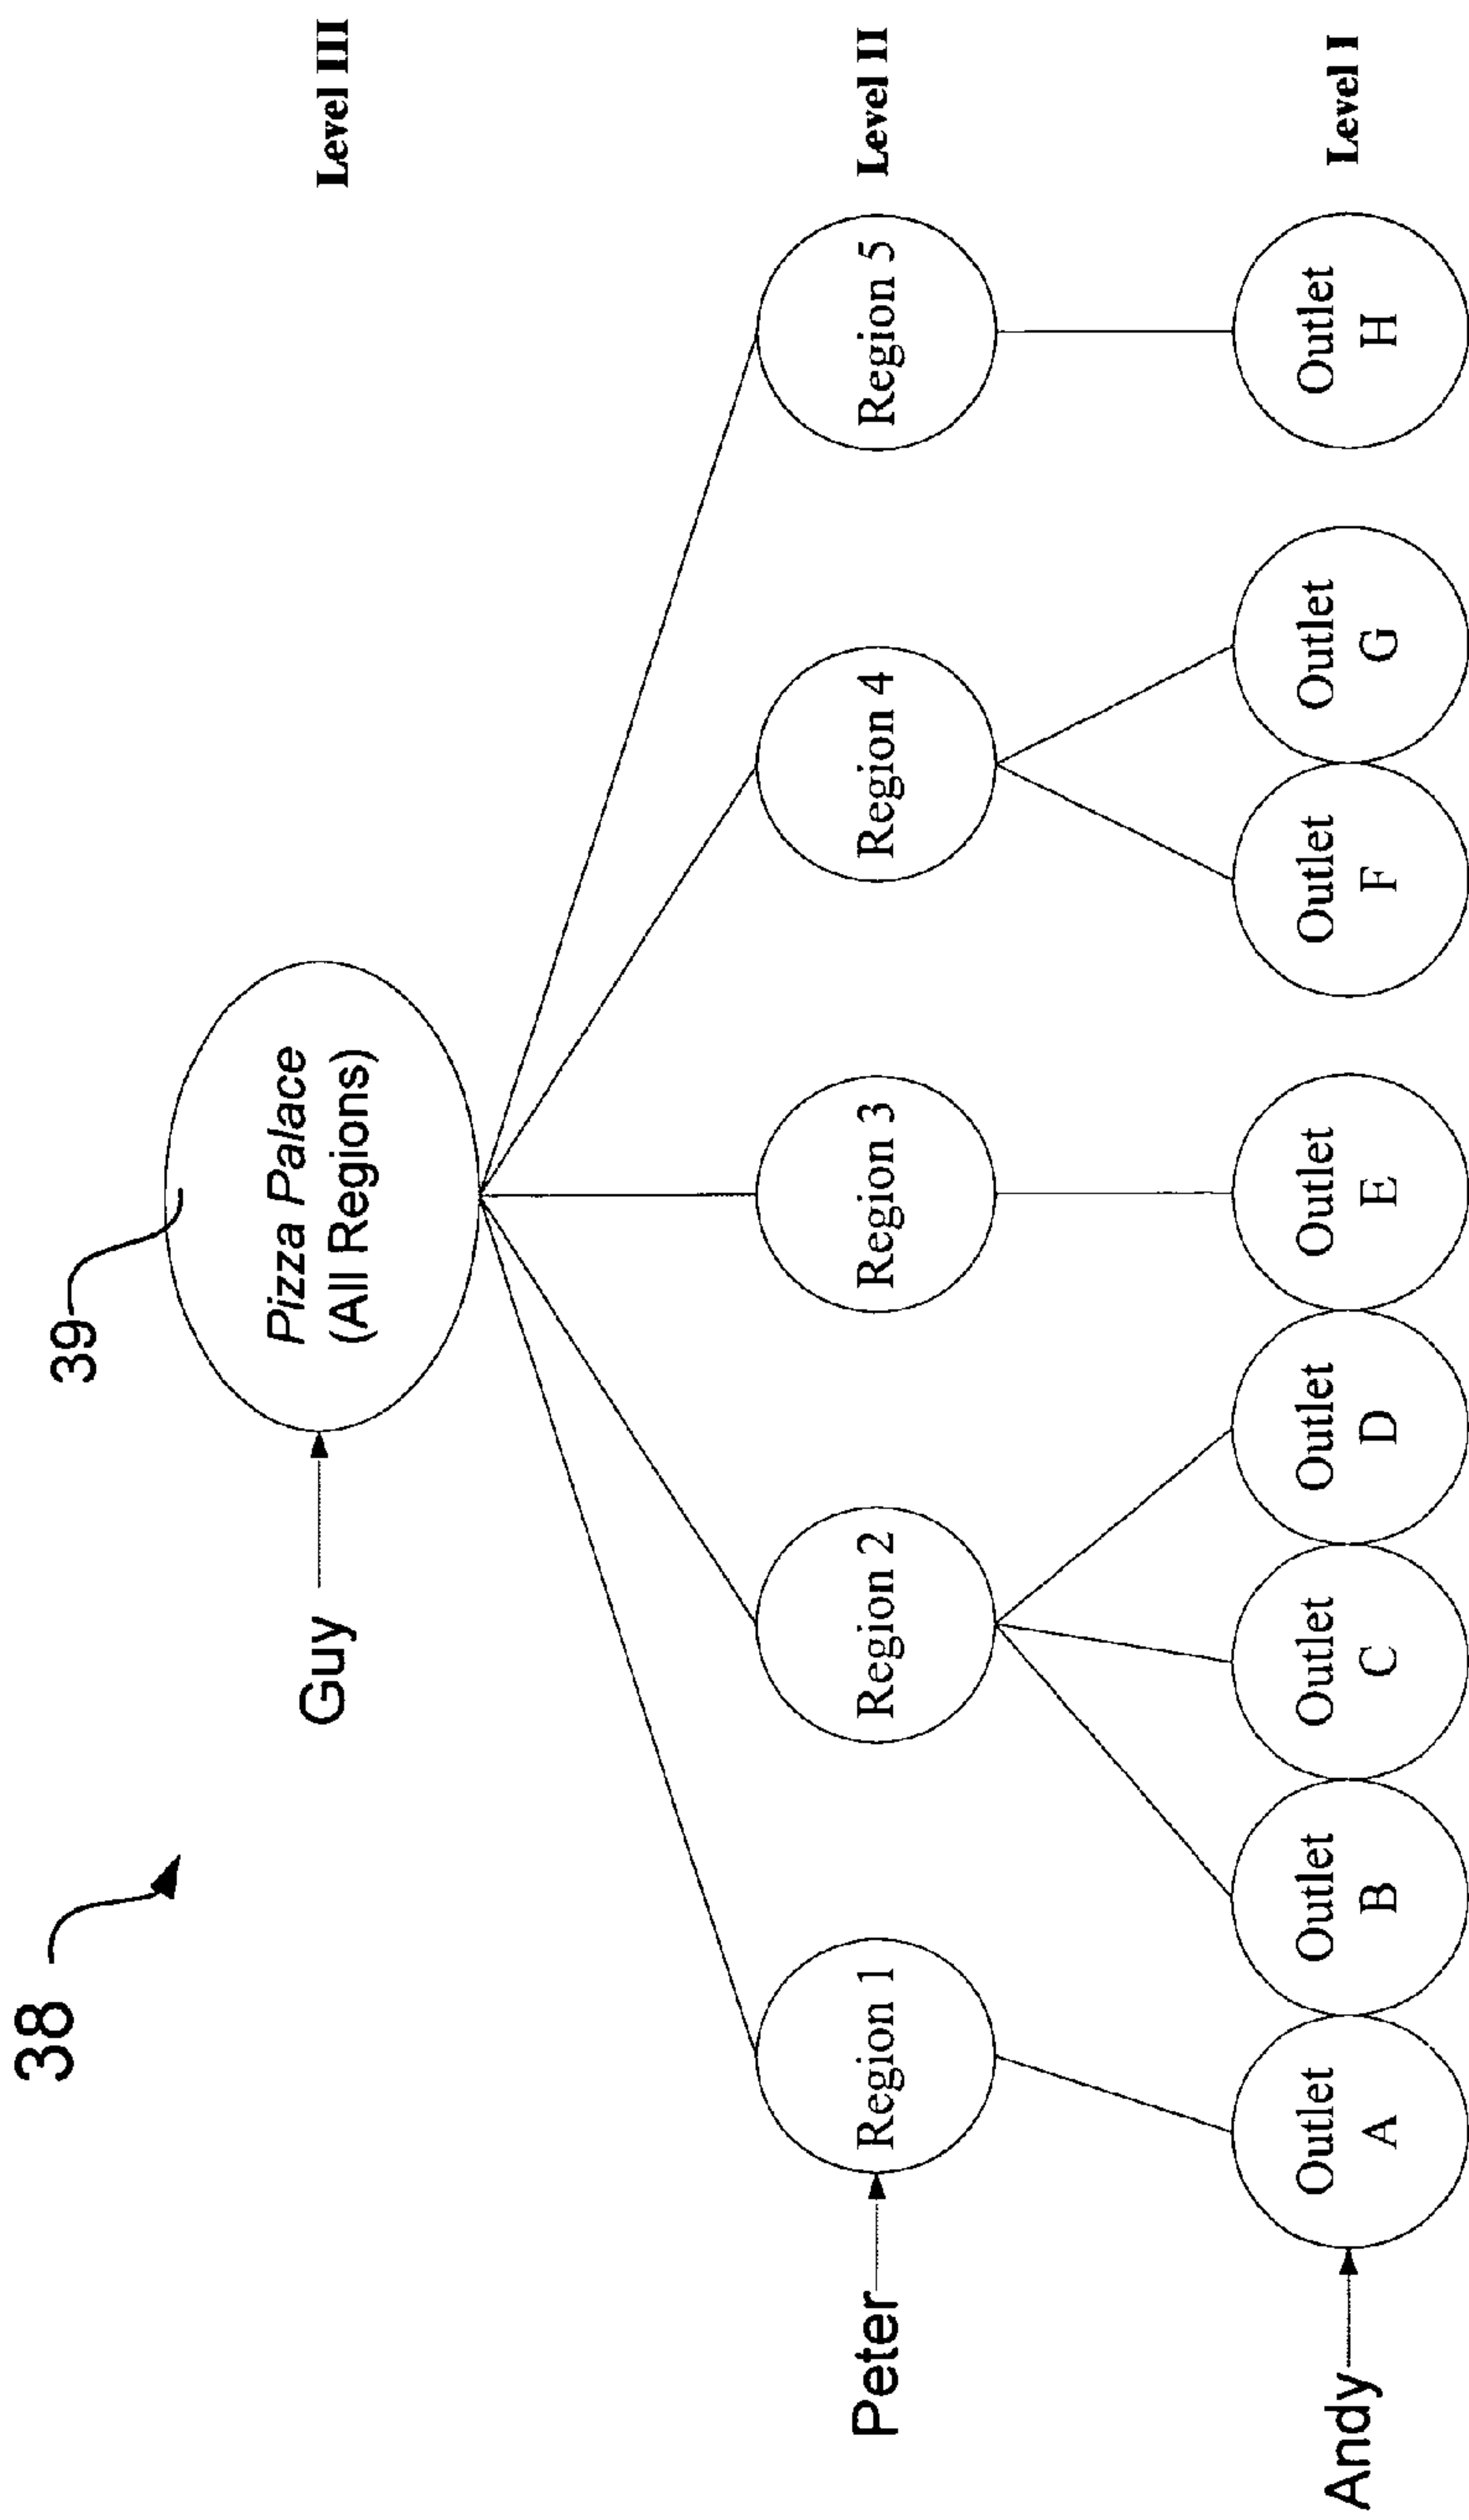 38
39
Guy
Pizza Palace
(All Regions)
Level III
Peter
Region 1
Region 2
Region 3
Region 4
Region 5
Level II
Andy
Outlet
A
Outlet
B
Outlet
C
Outlet
D
Outlet
E
Outlet
F
Outlet
G
Outlet
H
Level I